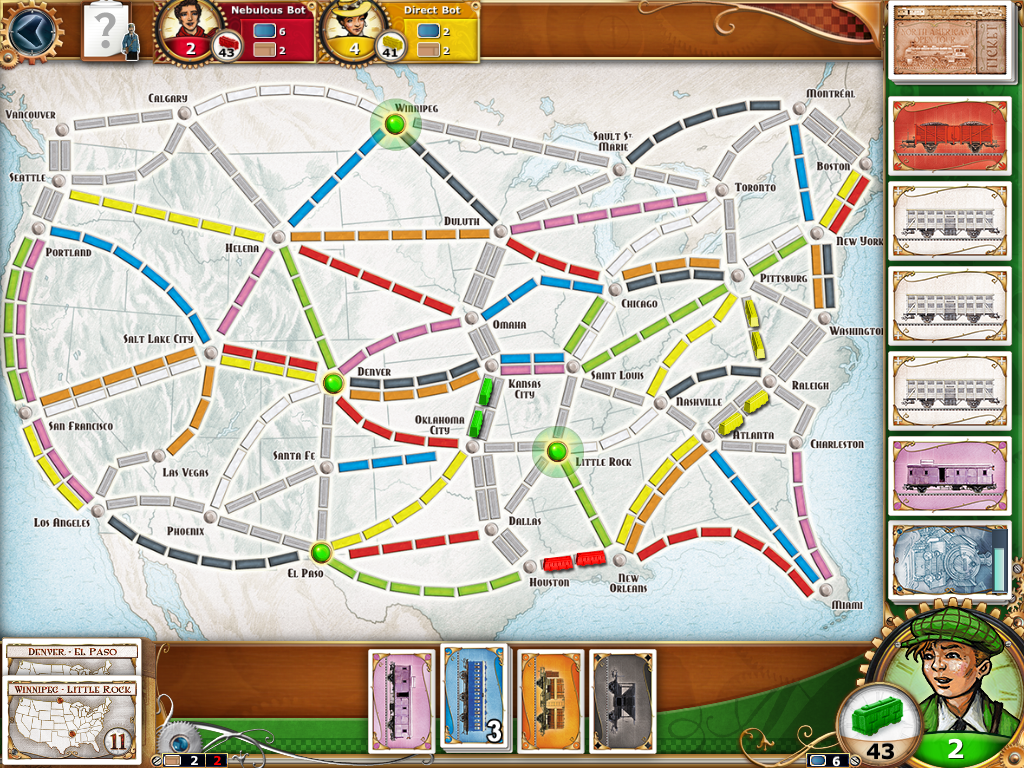 ?
2
43
Nebulous Bot
6
2
4
41
Direct Bot
2
2
TICKET
Vancouver
Calgary
Winnipeg
Montréal
Sault St.
Marie
Boston
Seattle
Toronto
Duluth
Helena
Portland
New York
Pittsburg
Chicago
Salt Lake City
Omaha
Washington
Denver
Kansas
City
Saint Louis
Raleigh
San Francisco
Oklahoma
City
Nashville
Atlanta
Charleston
Las Vegas
Santa Fe
Little Rock
Los Angeles
Phoenix
Dallas
El Paso
Houston
New
Orleans
Miami
Denver - El Paso
Winnipeg - Little Rock
11
3
43
2
2 2
6